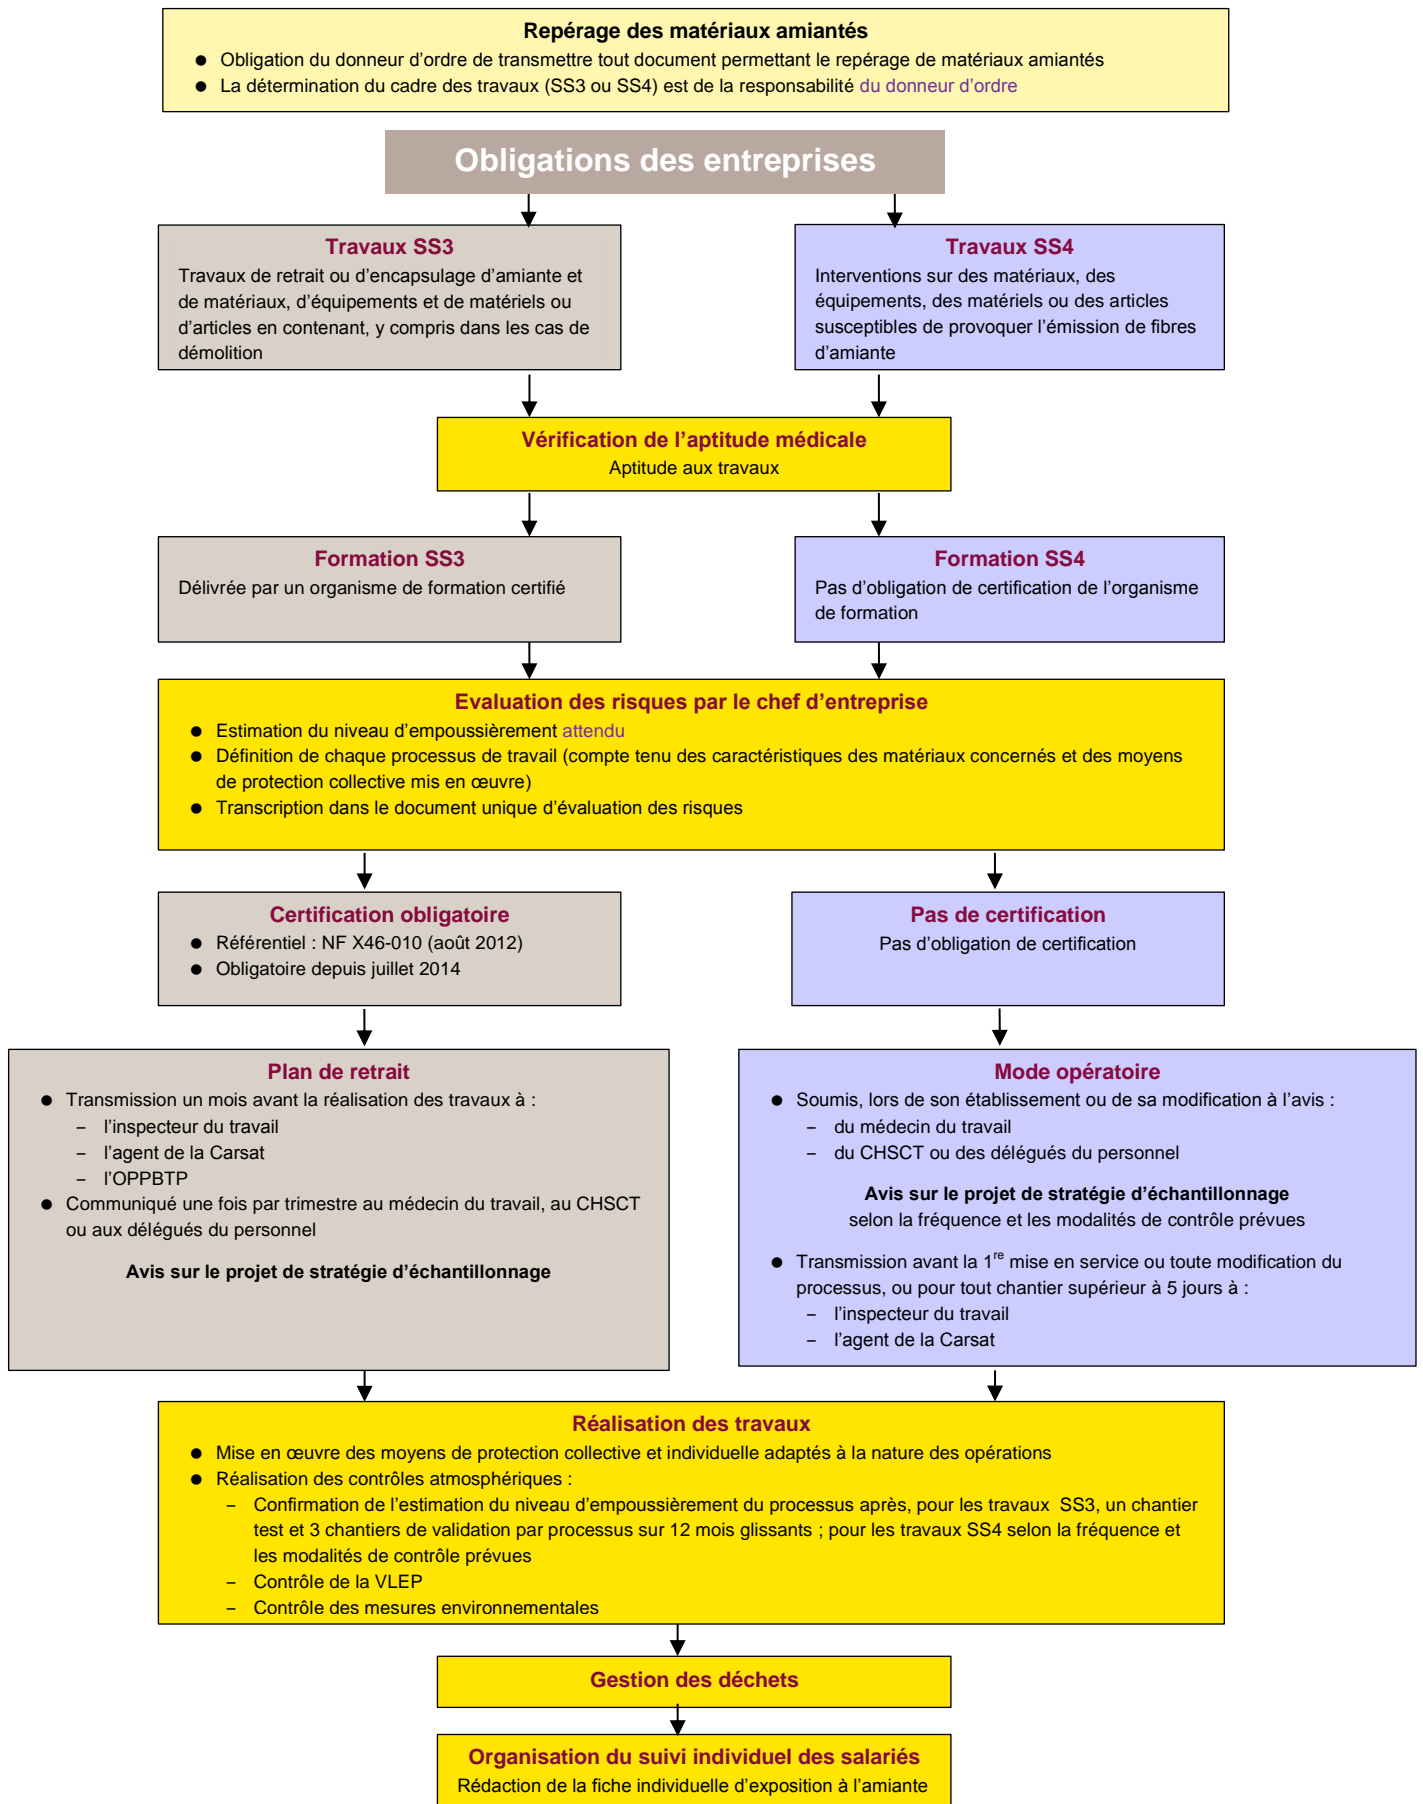 Repérage des matériaux amiantés
● Obligation du donneur d’ordre de transmettre tout document permettant le repérage de matériaux amiantés
● La détermination du cadre des travaux (SS3 ou SS4) est de la responsabilité du donneur d’ordre
Obligations des entreprises
Travaux SS3
Travaux de retrait ou d’encapsulage d’amiante et
de matériaux, d’équipements et de matériels ou
d’articles en contenant, y compris dans les cas de
démolition
Travaux SS4
Interventions sur des matériaux, des
équipements, des matériels ou des articles
susceptibles de provoquer l’émission de fibres
d’amiante
Vérification de l’aptitude médicale
Aptitude aux travaux
Formation SS3
Délivrée par un organisme de formation certifié
Formation SS4
Pas d’obligation de certification de l’organisme
de formation
Evaluation des risques par le chef d’entreprise
● Estimation du niveau d’empoussièrement attendu
● Définition de chaque processus de travail (compte tenu des caractéristiques des matériaux concernés et des moyens
de protection collective mis en œuvre)
● Transcription dans le document unique d’évaluation des risques
Certification obligatoire
● Référentiel : NF X46-010 (août 2012)
● Obligatoire depuis juillet 2014
Pas de certification
Pas d’obligation de certification
Plan de retrait
● Transmission un mois avant la réalisation des travaux à :
– l’inspecteur du travail
– l’agent de la Carsat
– l’OPPBTP
● Communiqué une fois par trimestre au médecin du travail, au CHSCT
ou aux délégués du personnel
Avis sur le projet de stratégie d’échantillonnage
Mode opératoire
● Soumis, lors de son établissement ou de sa modification à l’avis :
– du médecin du travail
– du CHSCT ou des délégués du personnel
Avis sur le projet de stratégie d’échantillonnage
selon la fréquence et les modalités de contrôle prévues
● Transmission avant la 1re mise en service ou toute modification du
processus, ou pour tout chantier supérieur à 5 jours à :
– l’inspecteur du travail
– l’agent de la Carsat
Réalisation des travaux
● Mise en œuvre des moyens de protection collective et individuelle adaptés à la nature des opérations
● Réalisation des contrôles atmosphériques :
– Confirmation de l’estimation du niveau d’empoussièrement du processus après, pour les travaux SS3, un chantier
test et 3 chantiers de validation par processus sur 12 mois glissants ; pour les travaux SS4 selon la fréquence et
les modalités de contrôle prévues
– Contrôle de la VLEP
– Contrôle des mesures environnementales
Gestion des déchets
Organisation du suivi individuel des salariés
Rédaction de la fiche individuelle d’exposition à l’amiante